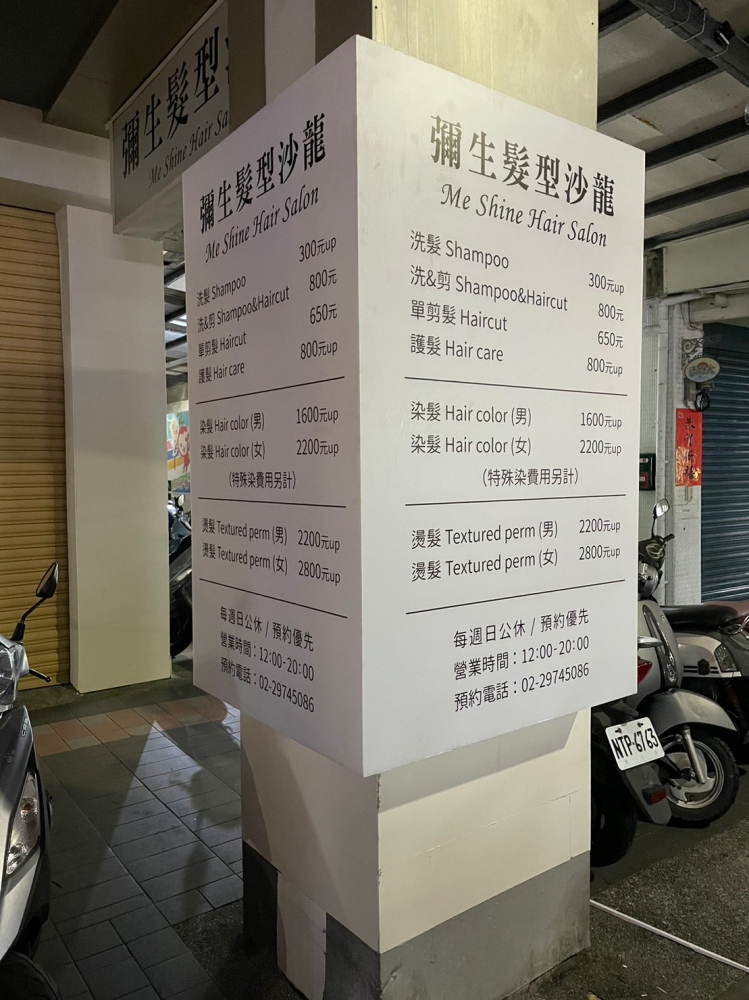 彌生髮型
Me Shine Hair Sa
彌生髮型沙龍
Me Shine Hair Salon
洗髮 Shampoo 300元up
洗&剪 Shampoo&Haircut 800元
單剪髮 Haircut 650元
護髮 Hair care 800元up
染髮 Hair color (男) 1600元up
染髮 Hair color (女) 2200元up
(特殊染費用另計)
燙髮 Textured perm (男) 2200元up
燙髮 Textured perm (女) 2800元up
每週日公休 / 預約優先
營業時間：12:00-20:00
預約電話：02-29745086
彌生髮型沙龍
Me Shine Hair Salon
洗髮 Shampoo 300元up
洗&剪 Shampoo&Haircut 800元
單剪髮 Haircut 650元
護髮 Hair care 800元up
染髮 Hair color (男) 1600元up
染髮 Hair color (女) 2200元up
(特殊染費用另計)
燙髮 Textured perm (男) 2200元up
燙髮 Textured perm (女) 2800元up
每週日公休 / 預約優先
營業時間：12:00-20:00
預約電話：02-29745086
NTP-6763